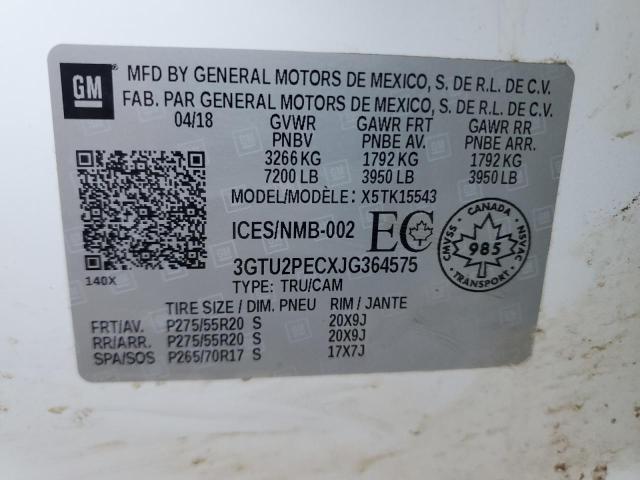 GM
MFD BY GENERAL MOTORS DE MEXICO, S. DE R.L. DE C.V.
FAB. PAR GENERAL MOTORS DE MEXICO, S. DE R.L. DE C.V.
04/18 GVWR GAWR FRT GAWR RR
PNBV PNBE AV. PNBE ARR.
3266 KG 1792 KG 1792 KG
7200 LB 3950 LB 3950 LB
MODEL/MODÈLE: X5TK15543
ICES/NMB-002 EC
CANADA
CMVSS 985 NSVAC
TRANSPORT
3GTU2PECXJG364575
140X TYPE: TRU/CAM
TIRE SIZE / DIM. PNEU RIM / JANTE
FRT/AV. P275/55R20 S 20X9J
RR/ARR. P275/55R20 S 20X9J
SPA/SOS P265/70R17 S 17X7J